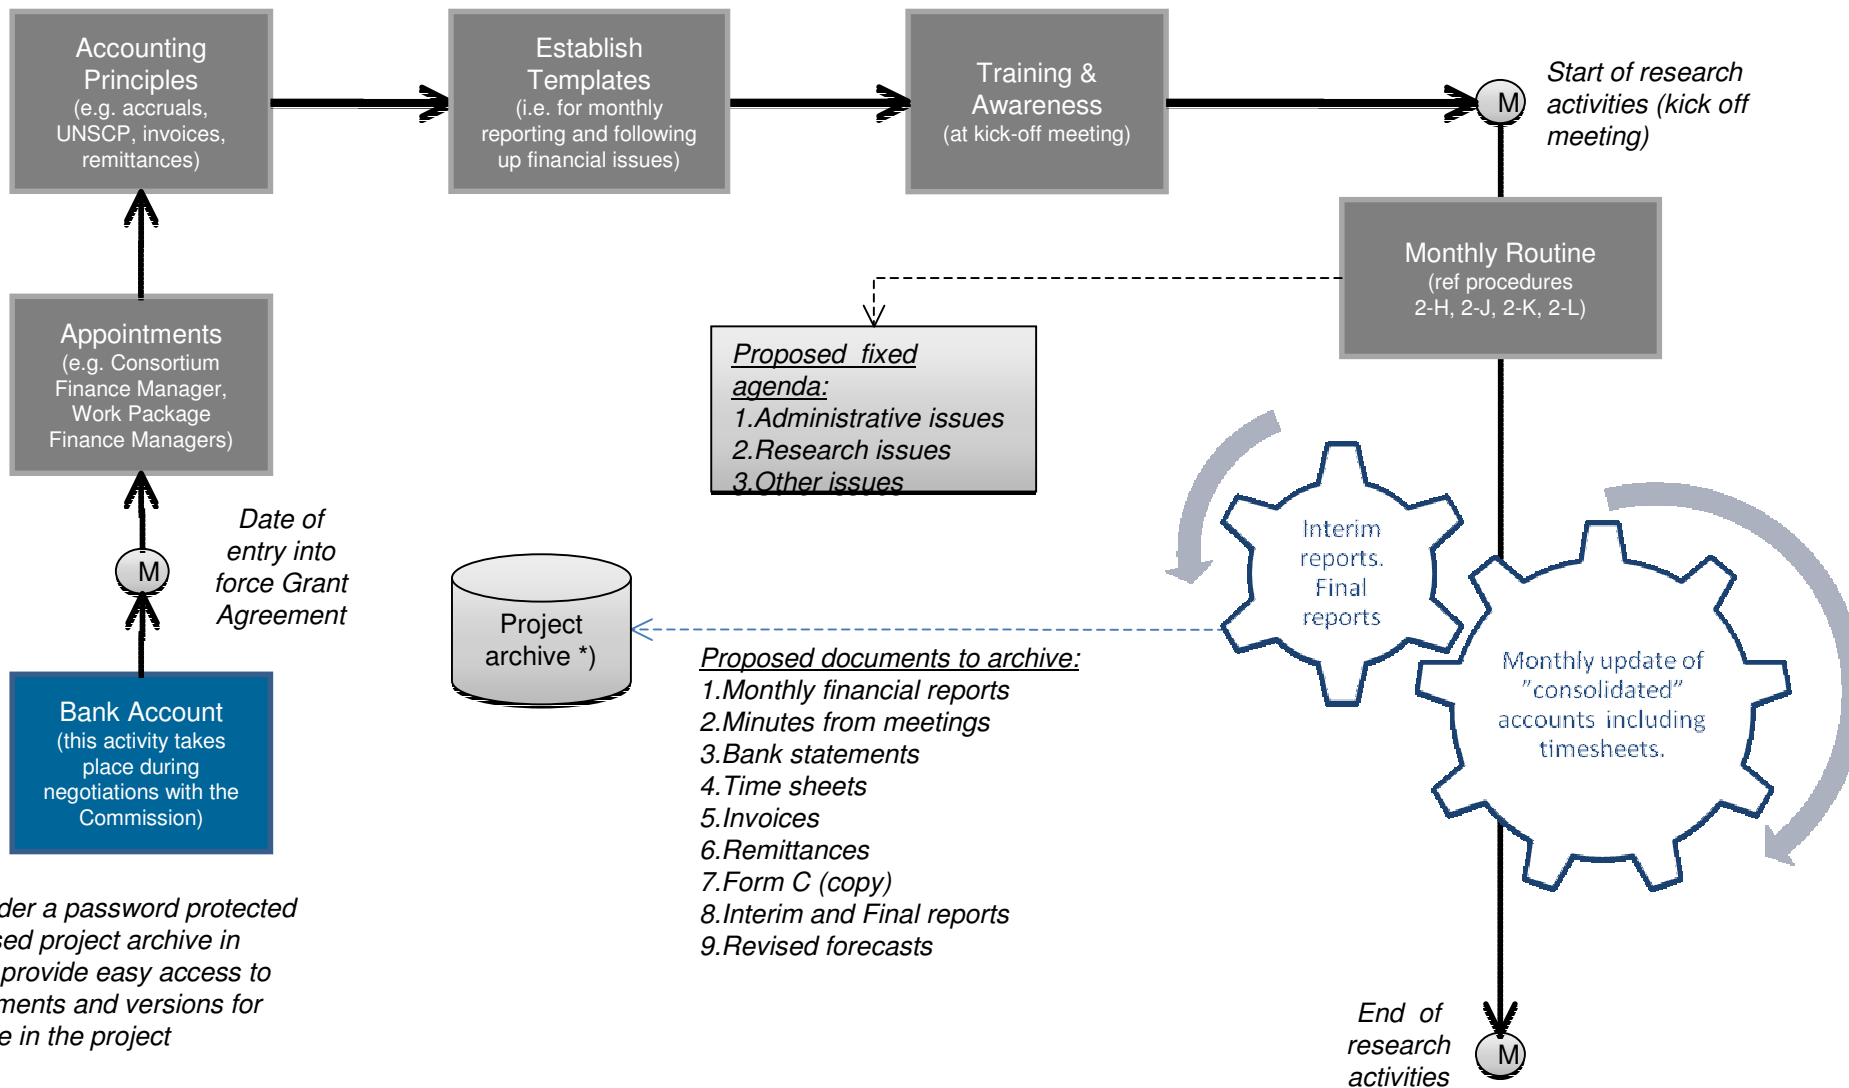 Accounting
Principles
(e.g. accruals,
UNSCP, invoices,
remittances)
Establish
Templates
(i.e. for monthly
reporting and following
up financial issues)
Training &
Awareness
(at kick-off meeting)
M
Start of research
activities (kick off
meeting)
Monthly Routine
(ref procedures
2-H, 2-J, 2-K, 2-L)
Appointments
(e.g. Consortium
Finance Manager,
Work Package
Finance Managers)
Proposed fixed
agenda:
1.Administrative issues
2.Research issues
3.Other issues
Date of
entry into
force Grant
Agreement
M
Interim
reports.
Final
reports
Project
archive *)
Bank Account
(this activity takes
place during
negotiations with the
Commission)
Proposed documents to archive:
1.Monthly financial reports
2.Minutes from meetings
3.Bank statements
4.Time sheets
5.Invoices
6.Remittances
7.Form C (copy)
8.Interim and Final reports
9.Revised forecasts
Monthly update of
"consolidated"
accounts including
timesheets.
der a password protected
sed project archive in
provide easy access to
ments and versions for
e in the project
End of
research
activities
M